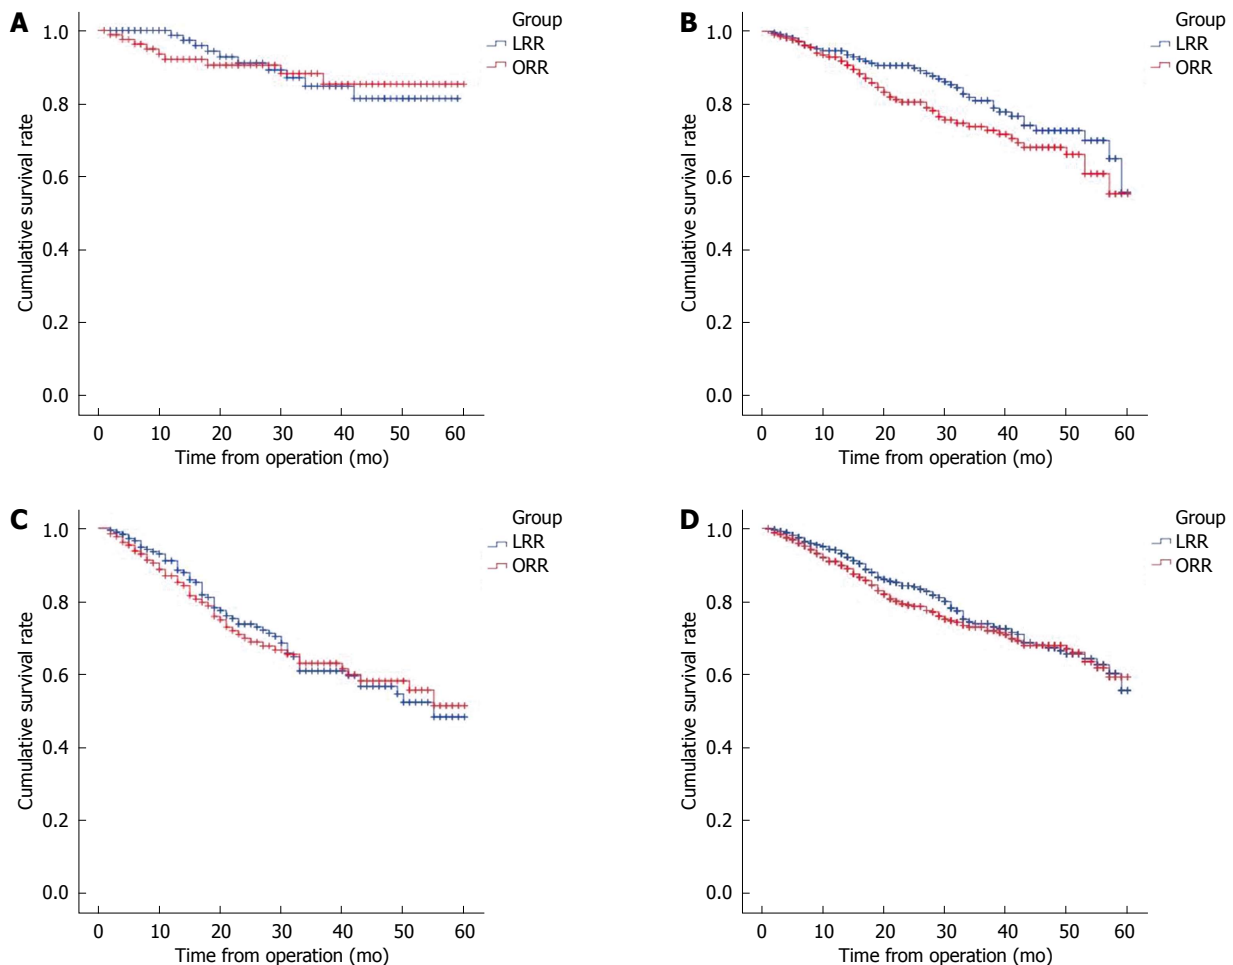 A
Group
LRR
ORR
Cumulative survival rate
1.0
0.8
0.6
0.4
0.2
0.0
0 10 20 30 40 50 60
Time from operation (mo)
B
Group
LRR
ORR
Cumulative survival rate
1.0
0.8
0.6
0.4
0.2
0.0
0 10 20 30 40 50 60
Time from operation (mo)
C
Group
LRR
ORR
Cumulative survival rate
1.0
0.8
0.6
0.4
0.2
0.0
0 10 20 30 40 50 60
Time from operation (mo)
D
Group
LRR
ORR
Cumulative survival rate
1.0
0.8
0.6
0.4
0.2
0.0
0 10 20 30 40 50 60
Time from operation (mo)